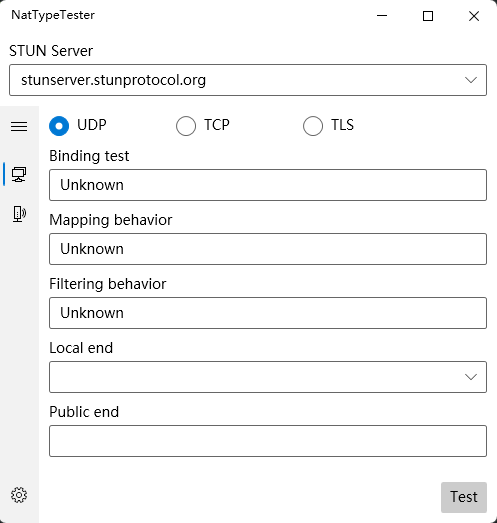 NatTypeTester
STUN Server
stunserver.stunprotocol.org
UDP TCP TLS
Binding test
Unknown
Mapping behavior
Unknown
Filtering behavior
Unknown
Local end
Public end
Test